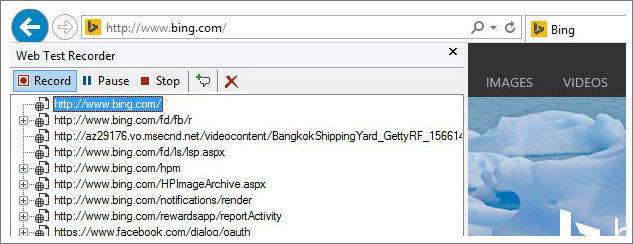 http://www.bing.com/
Bing
Web Test Recorder
Record Pause Stop
IMAGES VIDEOS
http://www.bing.com/
http://www.bing.com/fd/fb/r
http://az29176.vo.msecnd.net/videocontent/BangkokShippingYard_GettyRF_156614
http://www.bing.com/fd/ls/lsp.aspx
http://www.bing.com/hpm
http://www.bing.com/HPImageArchive.aspx
http://www.bing.com/notifications/render
http://www.bing.com/rewardsapp/reportActivity
https://www.facebook.com/dialog/oauth